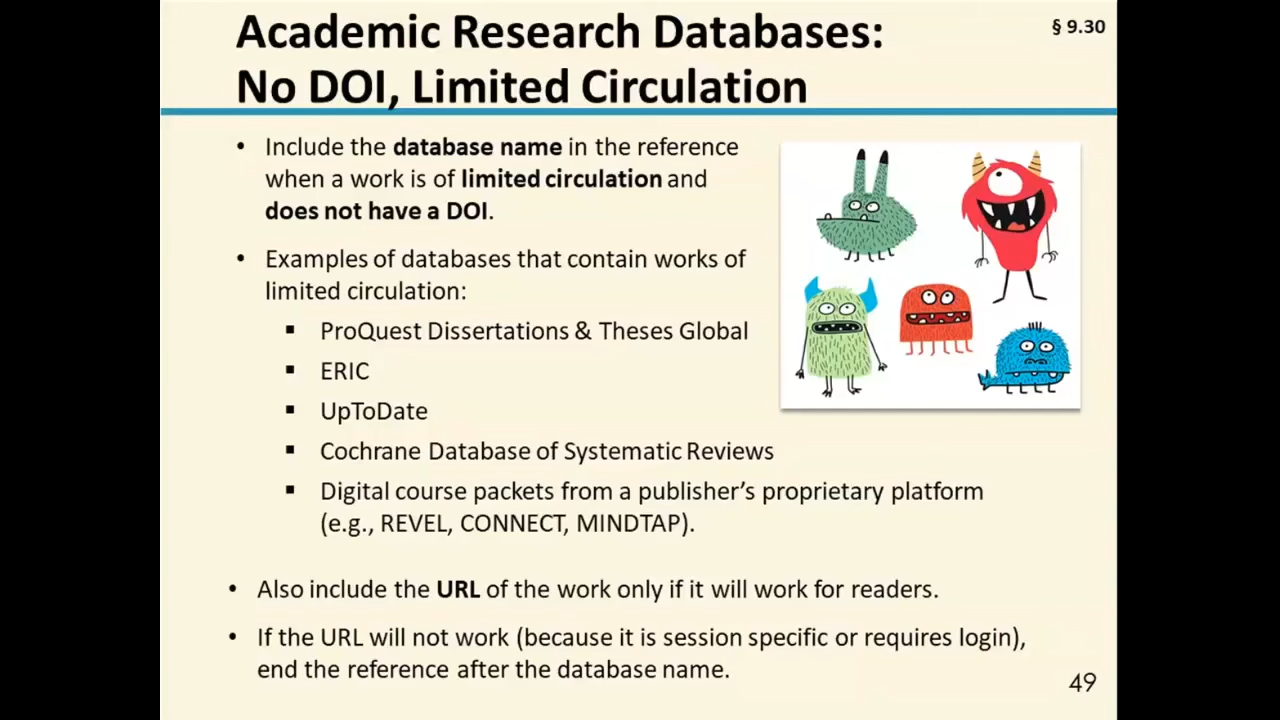 Academic Research Databases:
No DOI, Limited Circulation
§ 9.30
• Include the database name in the reference
when a work is of limited circulation and
does not have a DOI.
• Examples of databases that contain works of
limited circulation:
▪ ProQuest Dissertations & Theses Global
▪ ERIC
▪ UpToDate
▪ Cochrane Database of Systematic Reviews
▪ Digital course packets from a publisher’s proprietary platform
(e.g., REVEL, CONNECT, MINDTAP).
• Also include the URL of the work only if it will work for readers.
• If the URL will not work (because it is session specific or requires login),
end the reference after the database name.
49